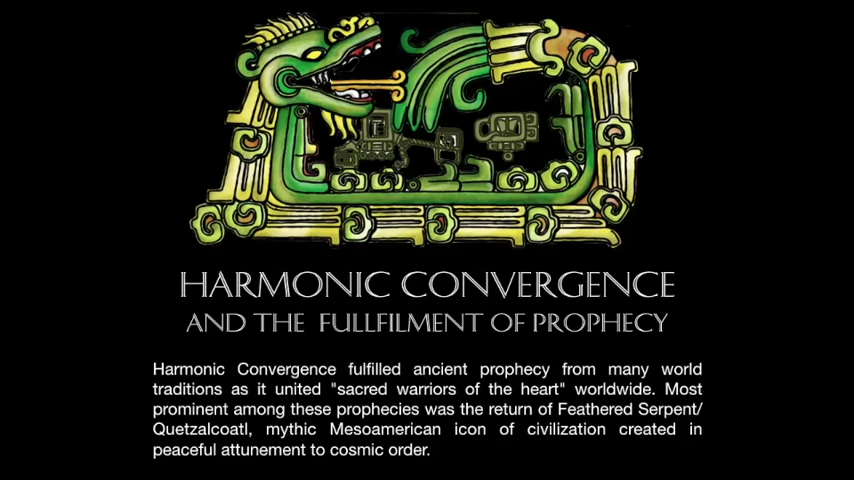 HARMONIC CONVERGENCE
AND THE FULLFILMENT OF PROPHECY
Harmonic Convergence fulfilled ancient prophecy from many world
traditions as it united "sacred warriors of the heart" worldwide. Most
prominent among these prophecies was the return of Feathered Serpent/
Quetzalcoatl, mythic Mesoamerican icon of civilization created in
peaceful attunement to cosmic order.